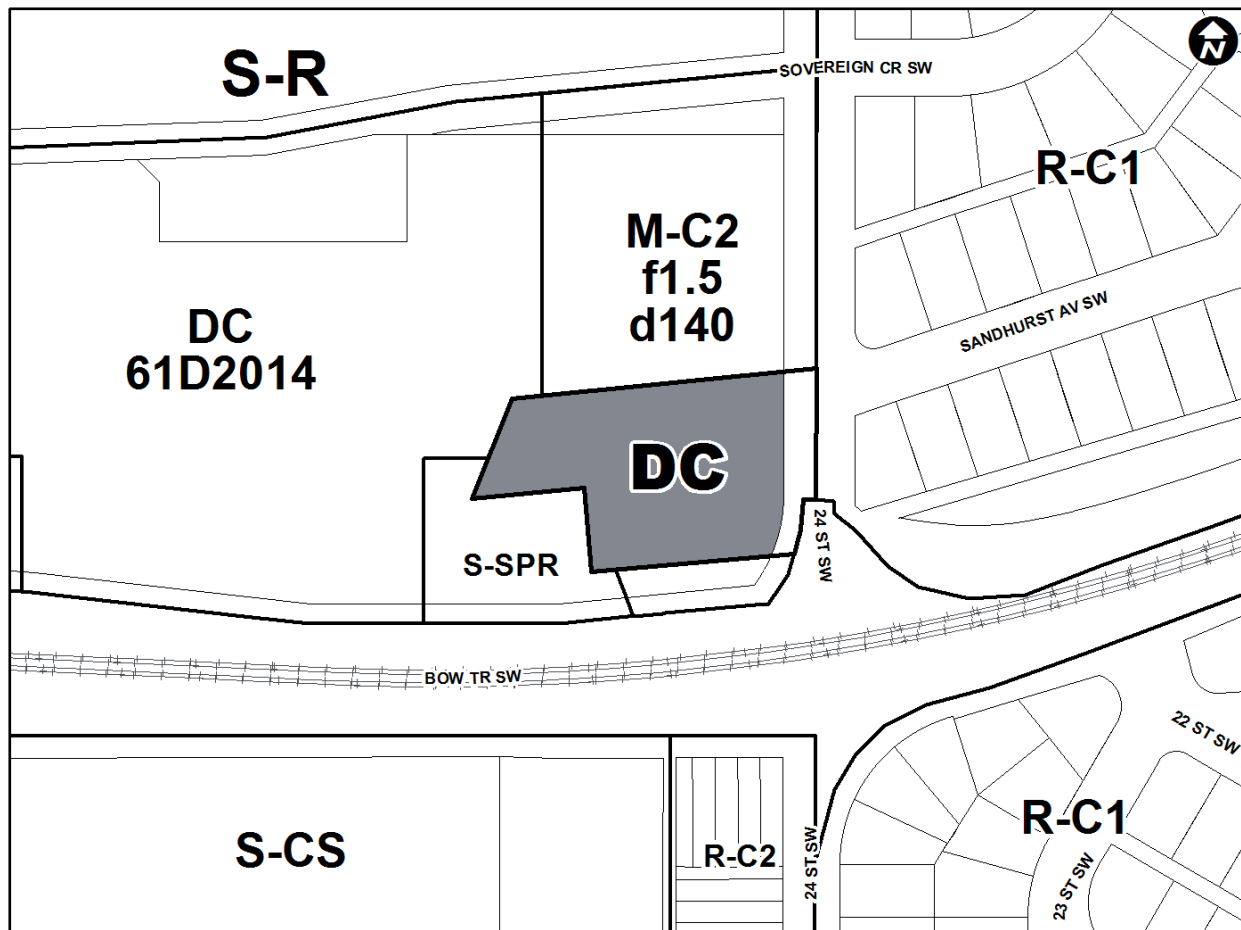 S-R
SOVEREIGN CR SW
N
R-C1
M-C2
f1.5
d140
DC
61D2014
SANDHURST AV SW
DC
24 ST SW
S-SPR
BOW TR SW
22 ST SW
S-CS
R-C2
24 ST SW
R-C1
23 ST SW